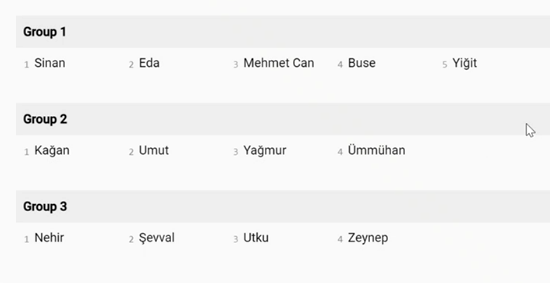 Group 1
1 Sinan 2 Eda 3 Mehmet Can 4 Buse 5 Yiğit
Group 2
1 Kağan 2 Umut 3 Yağmur 4 Ümmühan
Group 3
1 Nehir 2 Şevval 3 Utku 4 Zeynep